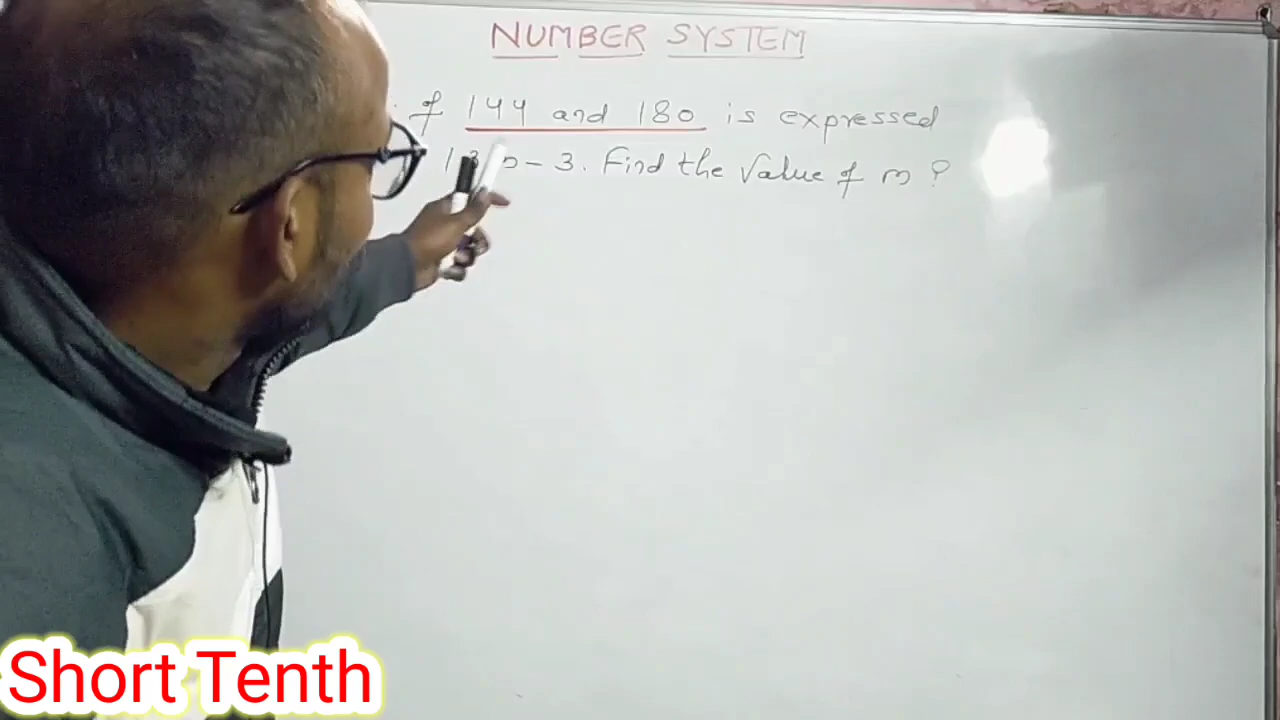 NUMBER SYSTEM
of 144 and 180 is expressed
13m - 3. Find the value of m ?
Short Tenth